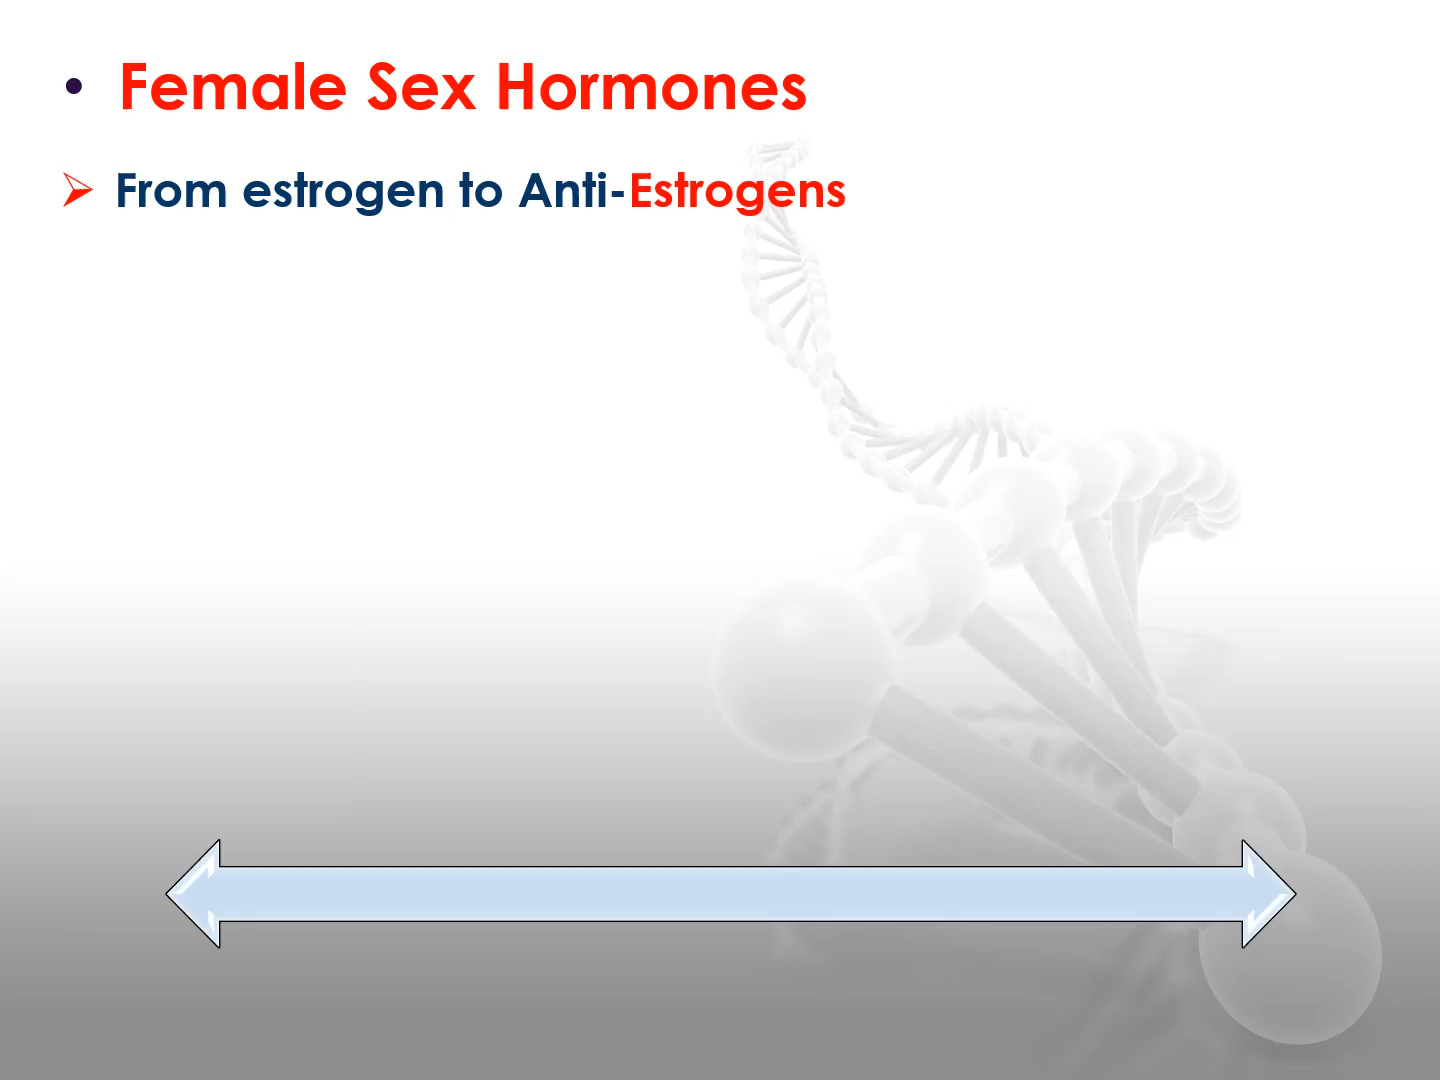 • Female Sex Hormones
➢ From estrogen to Anti-Estrogens